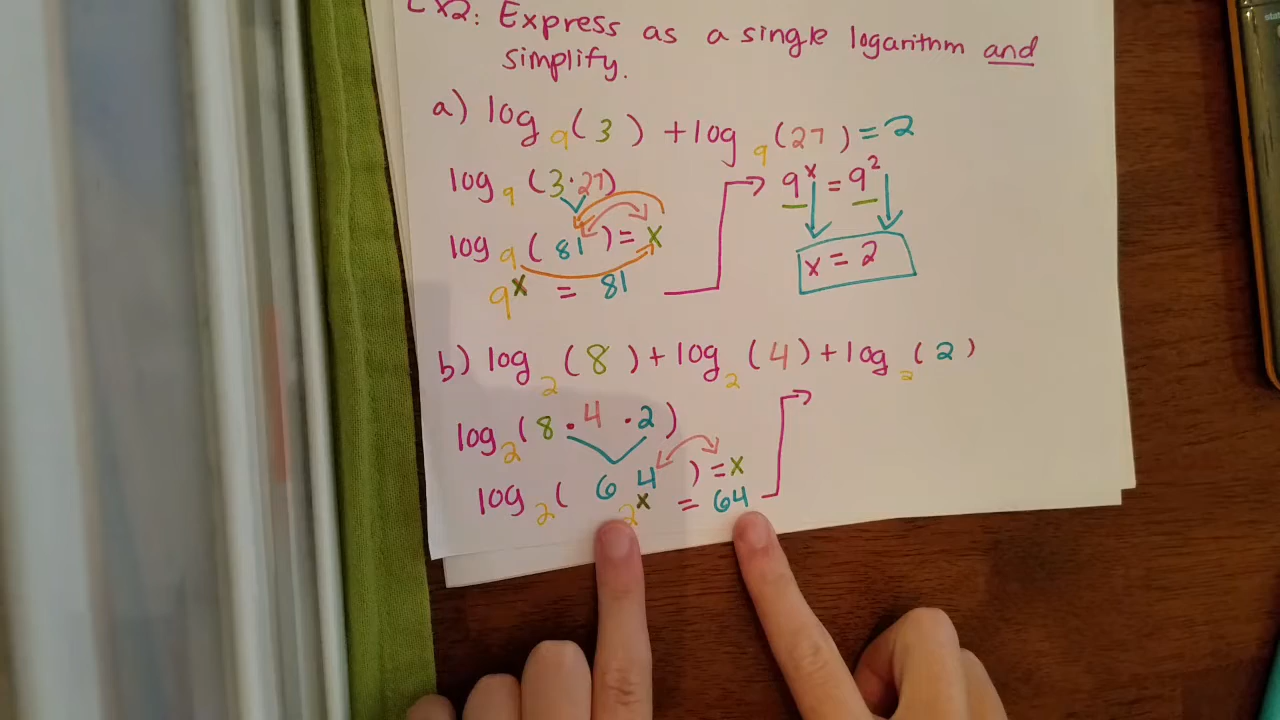 Ex2: Express as a single logarithm and
simplify.
a) log₉(3) + log₉(27) = 2
log₉(3·27)
log₉(81) = x
9ˣ = 81
9ˣ = 9²
x = 2
b) log₂(8) + log₂(4) + log₂(2)
log₂(8·4·2)
log₂(64) = x
2ˣ = 64